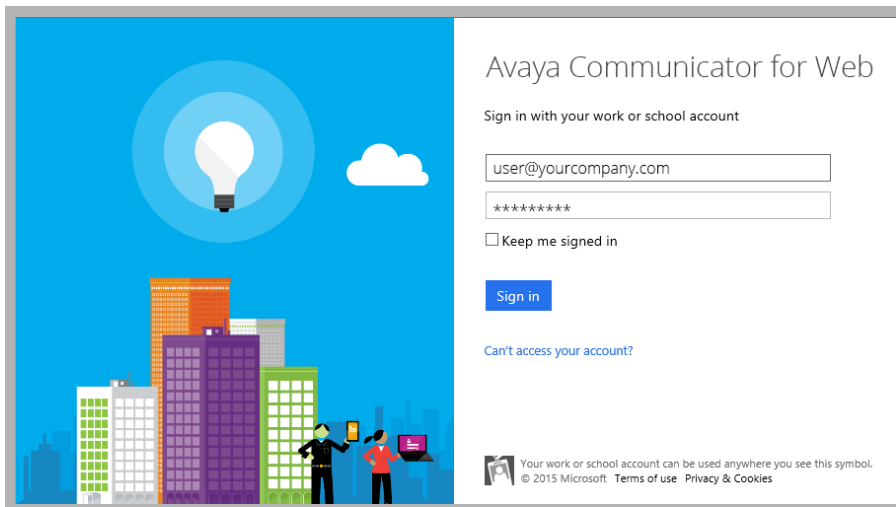 Avaya Communicator for Web
Sign in with your work or school account
user@yourcompany.com
*********
Keep me signed in
Sign in
Can't access your account?
Your work or school account can be used anywhere you see this symbol.
© 2015 Microsoft Terms of use Privacy & Cookies